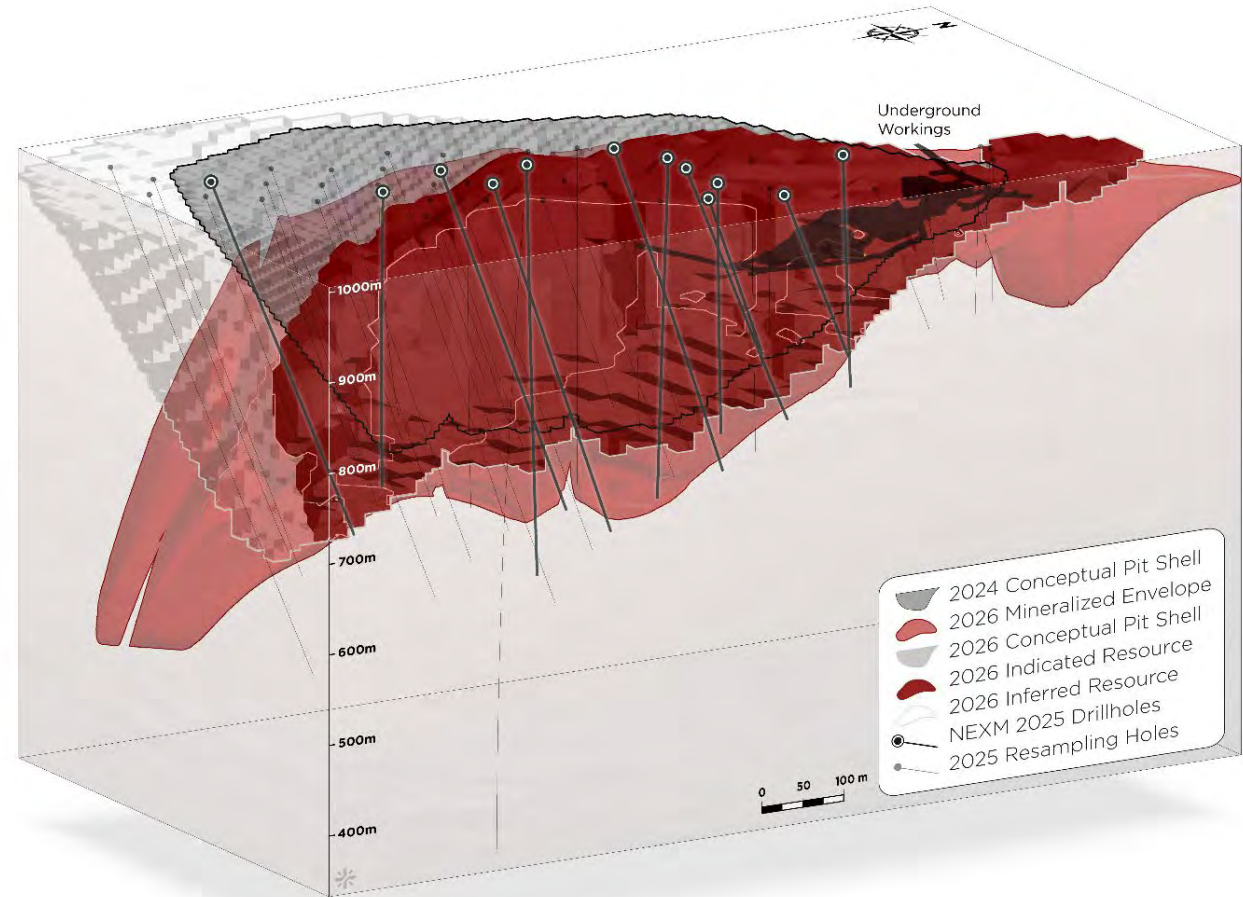 N
Underground
Workings
1000m
900m
800m
700m
600m
500m
400m
2024 Conceptual Pit Shell
2026 Mineralized Envelope
2026 Conceptual Pit Shell
2026 Indicated Resource
2026 Inferred Resource
NEXM 2025 Drillholes
2025 Resampling Holes
0 50 100 m